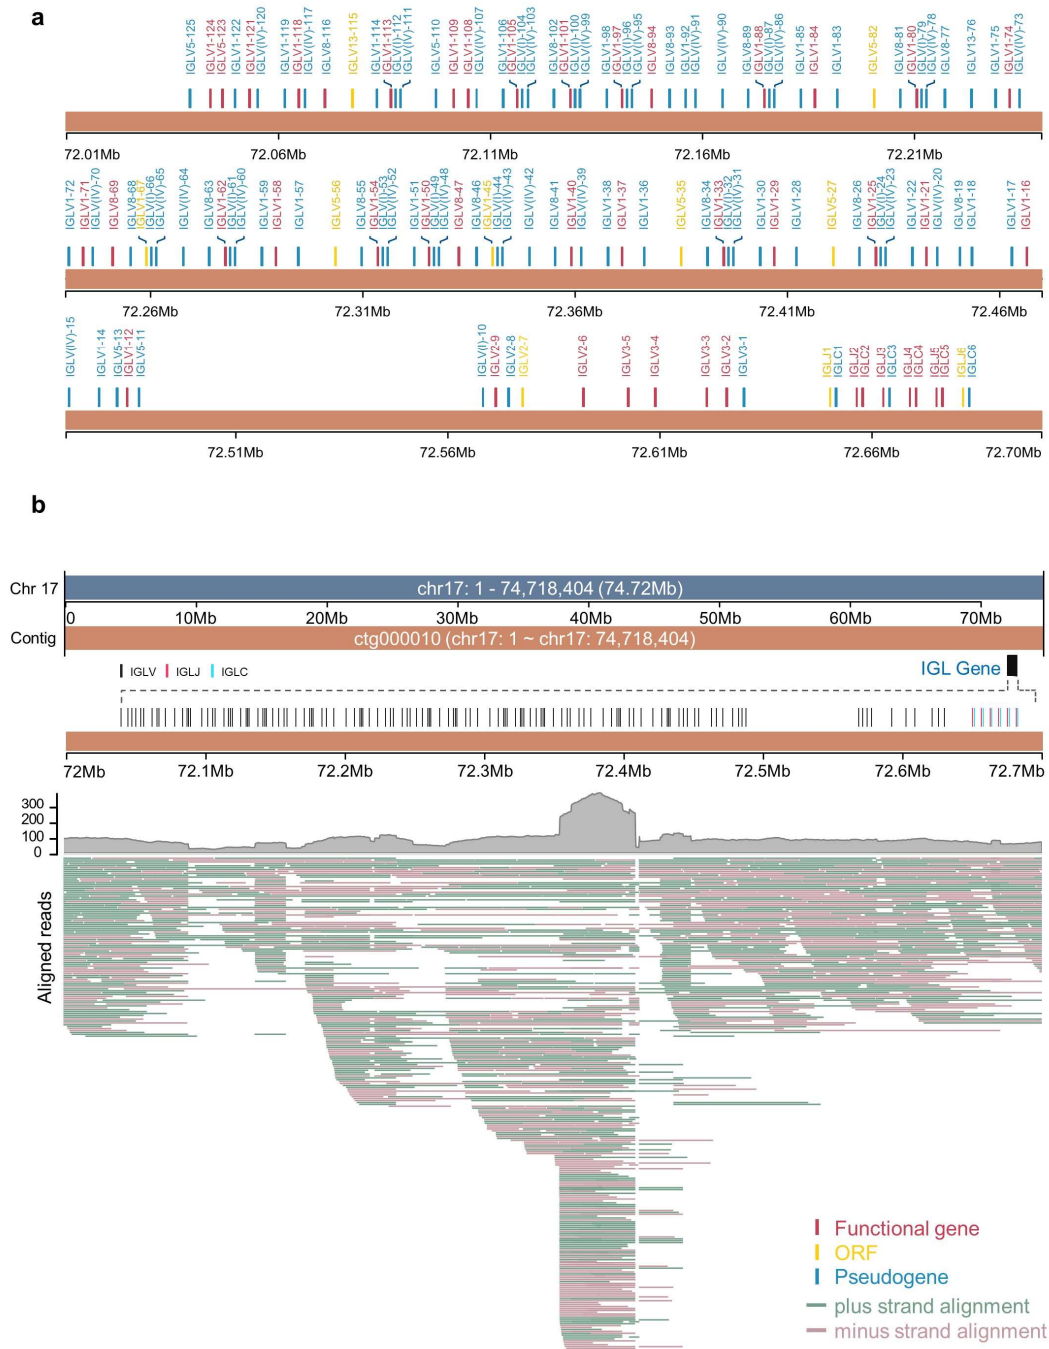 a
IGLV5-125
IGLV1-124
IGLV5-123
IGLV1-122
IGLV1-121
IGLV(IV)-120
IGLV1-119
IGLV1-118
IGLV(IV)-117
IGLV8-116
IGLV13-115
IGLV1-114
IGLV1-113
IGLV(I)-112
IGLV(IV)-111
IGLV5-110
IGLV1-109
IGLV1-108
IGLV(IV)-107
IGLV1-106
IGLV1-105
IGLV(I)-104
IGLV(IV)-103
IGLV8-102
IGLV1-101
IGLV(I)-100
IGLV(IV)-99
IGLV1-98
IGLV1-97
IGLV(I)-96
IGLV(IV)-95
IGLV8-94
IGLV8-93
IGLV1-92
IGLV(IV)-91
IGLV(IV)-90
IGLV8-89
IGLV1-88
IGLV(I)-87
IGLV(IV)-86
IGLV1-85
IGLV1-84
IGLV1-83
IGLV5-82
IGLV8-81
IGLV1-80
IGLV(I)-79
IGLV(IV)-78
IGLV8-77
IGLV13-76
IGLV1-75
IGLV1-74
IGLV(IV)-73
72.01Mb 72.06Mb 72.11Mb 72.16Mb 72.21Mb
IGLV1-72
IGLV1-71
IGLV(IV)-70
IGLV8-69
IGLV8-68
IGLV1-67
IGLV(I)-66
IGLV(IV)-65
IGLV(IV)-64
IGLV8-63
IGLV1-62
IGLV(I)-61
IGLV(IV)-60
IGLV1-59
IGLV1-58
IGLV1-57
IGLV5-56
IGLV8-55
IGLV1-54
IGLV(I)-53
IGLV(IV)-52
IGLV1-51
IGLV1-50
IGLV(I)-49
IGLV(IV)-48
IGLV8-47
IGLV8-46
IGLV1-45
IGLV(I)-44
IGLV(IV)-43
IGLV(IV)-42
IGLV8-41
IGLV1-40
IGLV(IV)-39
IGLV1-38
IGLV1-37
IGLV1-36
IGLV5-35
IGLV8-34
IGLV1-33
IGLV(I)-32
IGLV(IV)-31
IGLV1-30
IGLV1-29
IGLV1-28
IGLV5-27
IGLV8-26
IGLV1-25
IGLV(I)-24
IGLV(IV)-23
IGLV1-22
IGLV1-21
IGLV(IV)-20
IGLV8-19
IGLV1-18
IGLV1-17
IGLV1-16
72.26Mb 72.31Mb 72.36Mb 72.41Mb 72.46Mb
IGLV(IV)-15
IGLV1-14
IGLV5-13
IGLV1-12
IGLV5-11
IGLV(I)-10
IGLV2-9
IGLV2-8
IGLV2-7
IGLV2-6
IGLV3-5
IGLV3-4
IGLV3-3
IGLV3-2
IGLV3-1
IGLJ1
IGLC1
IGLJ2
IGLC2
IGLJ3
IGLC3
IGLJ4
IGLC4
IGLJ5
IGLC5
IGLJ6
IGLC6
72.51Mb 72.56Mb 72.61Mb 72.66Mb 72.70Mb
b
Chr 17
chr17: 1 - 74,718,404 (74.72Mb)
0 10Mb 20Mb 30Mb 40Mb 50Mb 60Mb 70Mb
Contig
ctg000010 (chr17: 1 ~ chr17: 74,718,404)
IGLV IGLJ IGLC
IGL Gene
72Mb 72.1Mb 72.2Mb 72.3Mb 72.4Mb 72.5Mb 72.6Mb 72.7Mb
300
200
100
0
Aligned reads
Functional gene
ORF
Pseudogene
plus strand alignment
minus strand alignment